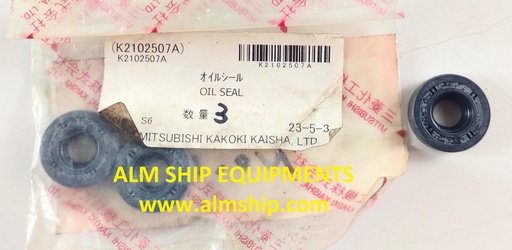 (K2102507A)
K2102507A
K2102507A
オイルシール
OIL SEAL
数量 3
S6
23-5-3
MITSUBISHI KAKOKI KAISHA, LTD.
ALM SHIP EQUIPMENTS
www.almship.com